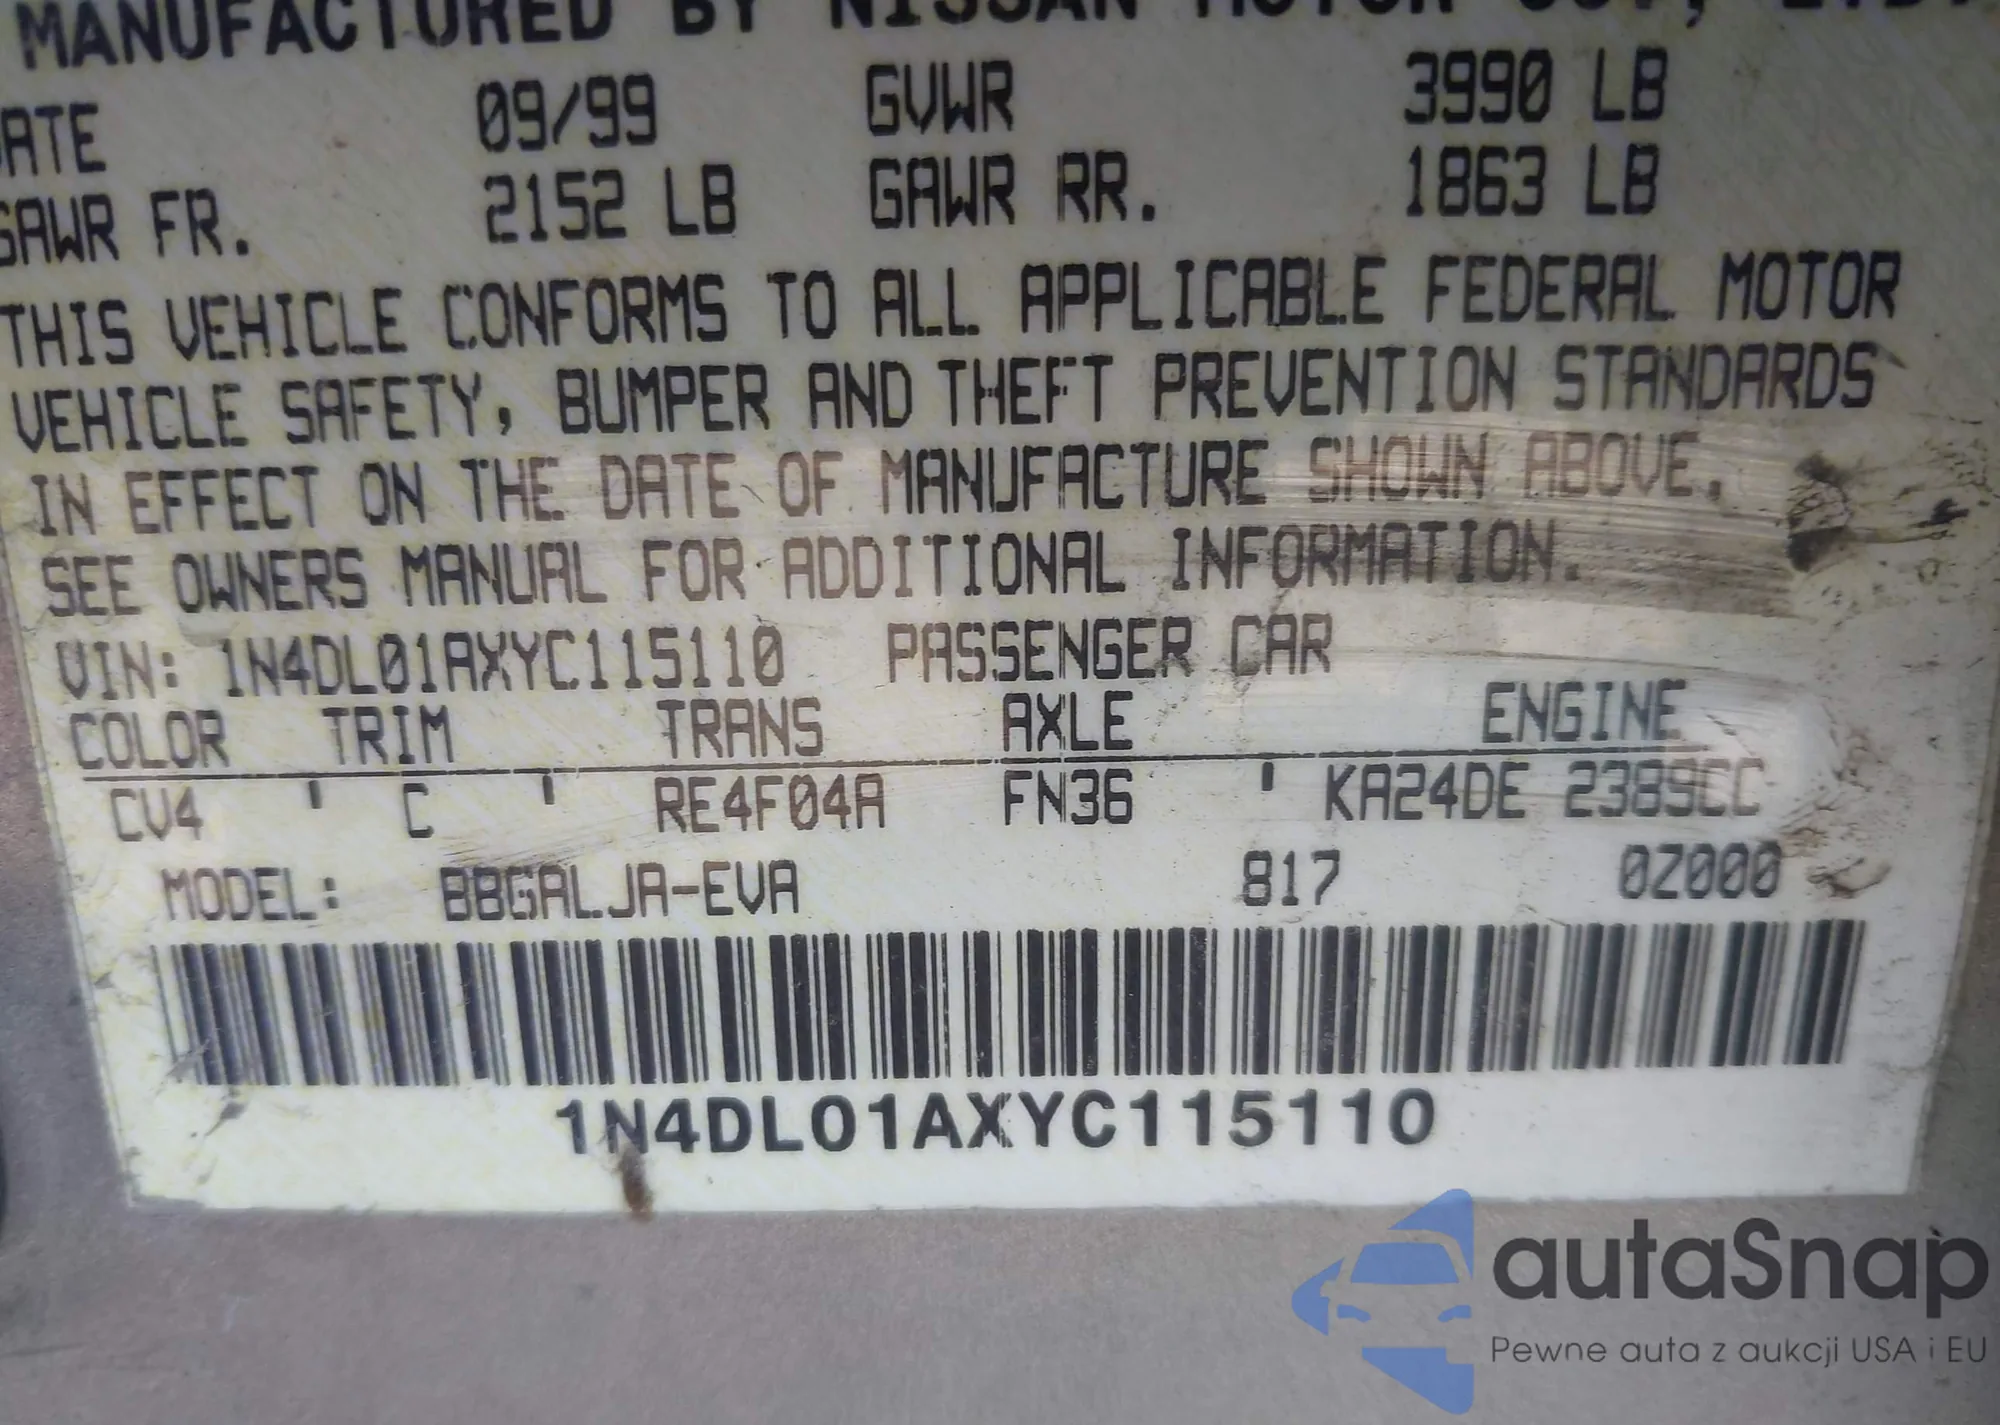 MANUFACTURED BY NISSAN MOTOR CO., LTD.
DATE 09/99 GVWR 3990 LB
GAWR FR. 2152 LB GAWR RR. 1863 LB
THIS VEHICLE CONFORMS TO ALL APPLICABLE FEDERAL MOTOR
VEHICLE SAFETY, BUMPER AND THEFT PREVENTION STANDARDS
IN EFFECT ON THE DATE OF MANUFACTURE SHOWN ABOVE.
SEE OWNERS MANUAL FOR ADDITIONAL INFORMATION.
VIN: 1N4DL01AXYC115110 PASSENGER CAR
COLOR TRIM TRANS AXLE ENGINE
CV4 ' C ' RE4F04A FN36 ' KA24DE 2389CC
MODEL: BBGALJA-EVA 817 0Z000
1N4DL01AXYC115110
autaSnap
Pewne auta z aukcji USA i EU